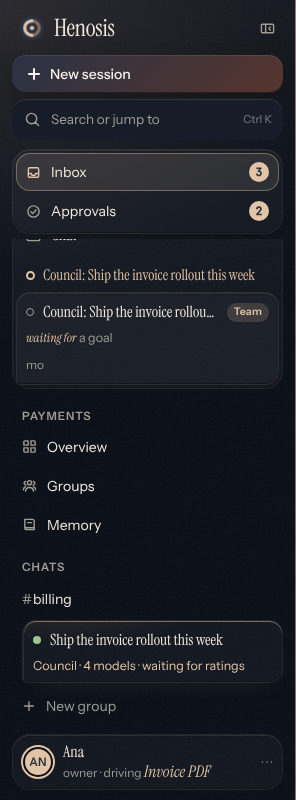 Henosis
New session
Search or jump to Ctrl K
Inbox 3
Approvals 2
Council: Ship the invoice rollout this week
Council: Ship the invoice rollou... Team
waiting for a goal
mo
PAYMENTS
Overview
Groups
Memory
CHATS
#billing
Ship the invoice rollout this week
Council · 4 models · waiting for ratings
New group
AN Ana
owner · driving Invoice PDF